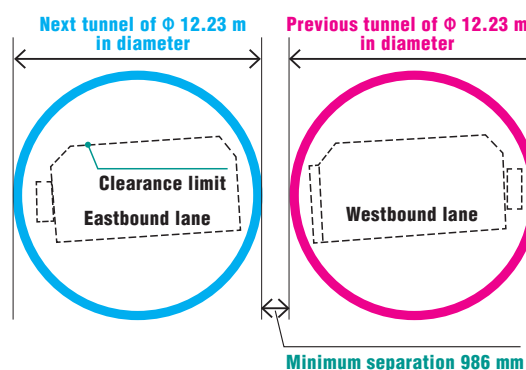 Next tunnel of Φ 12.23 m
in diameter
Previous tunnel of Φ 12.23 m
in diameter
Clearance limit
Eastbound lane
Westbound lane
Minimum separation 986 mm